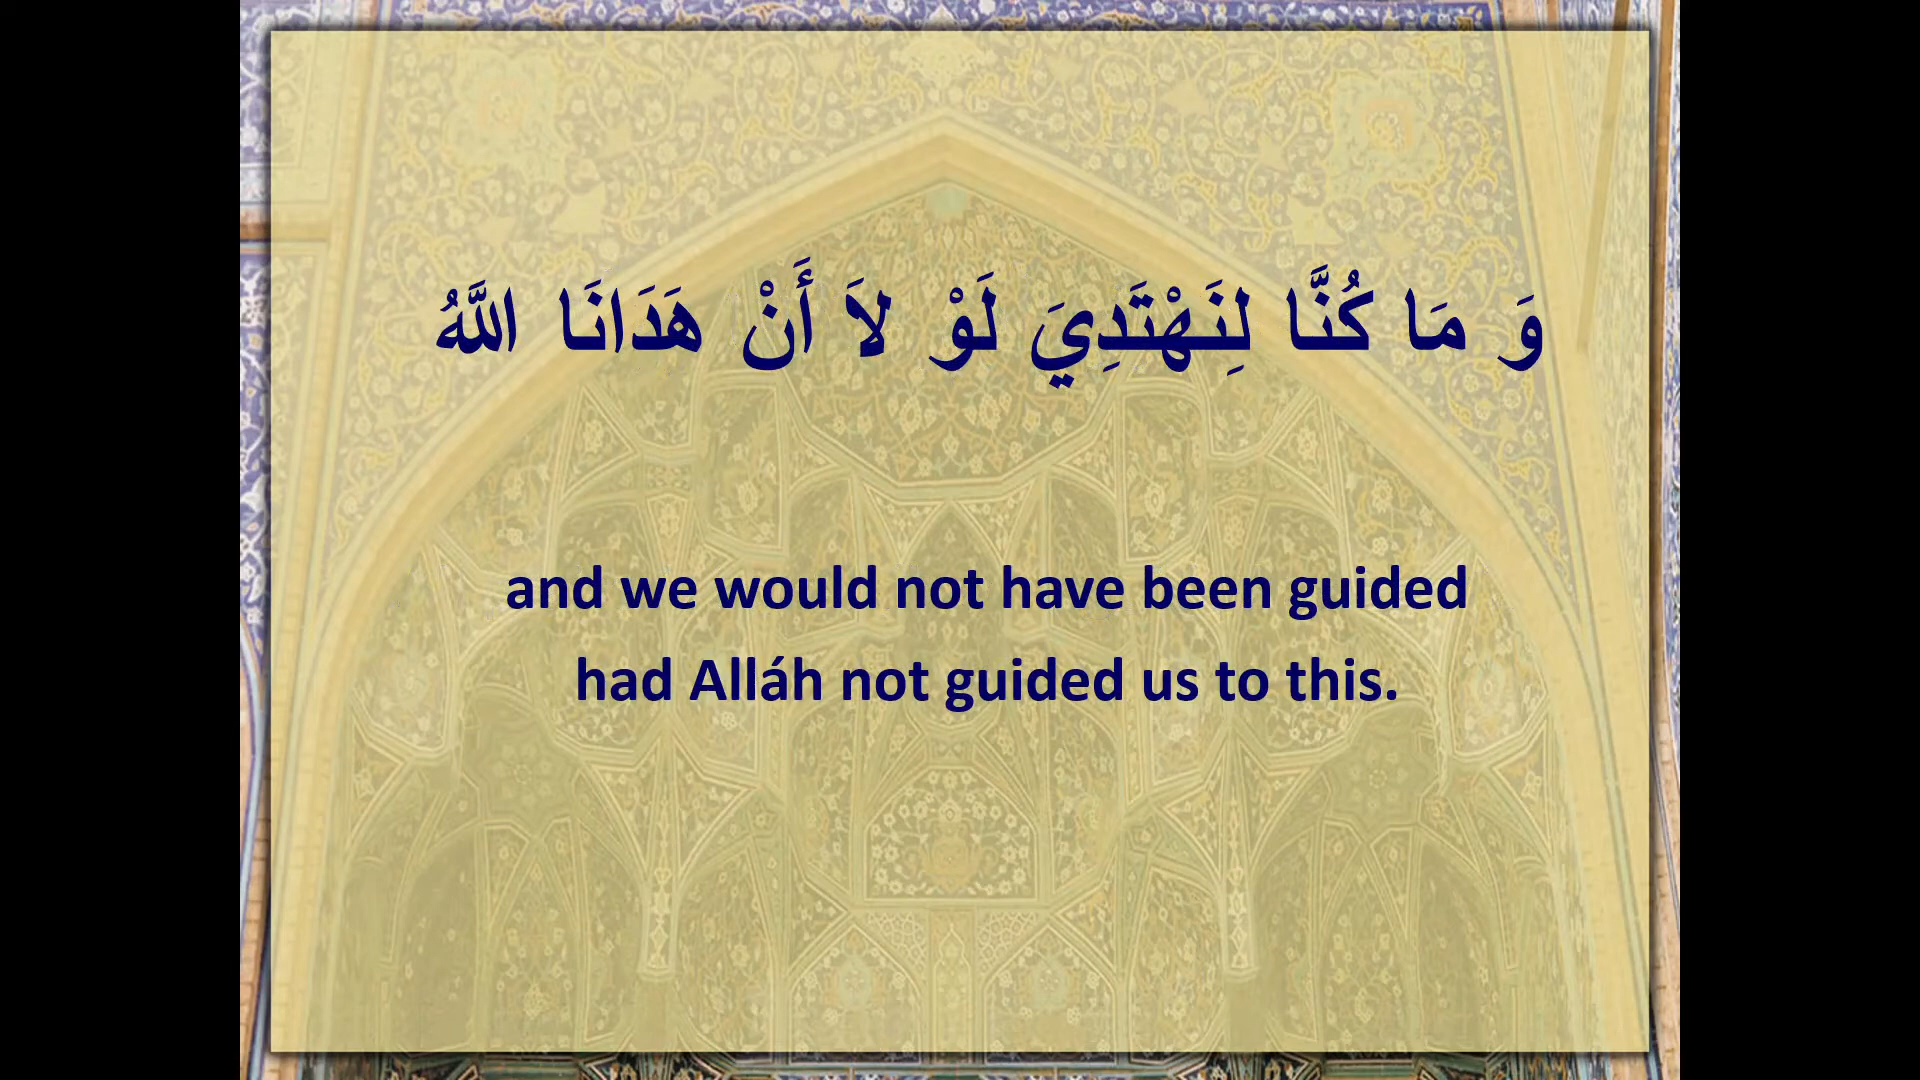 وَ مَا كُنَّا لِنَهْتَدِيَ لَوْ لاَ أَنْ هَدَانَا اللَّهُ
and we would not have been guided
had Alláh not guided us to this.